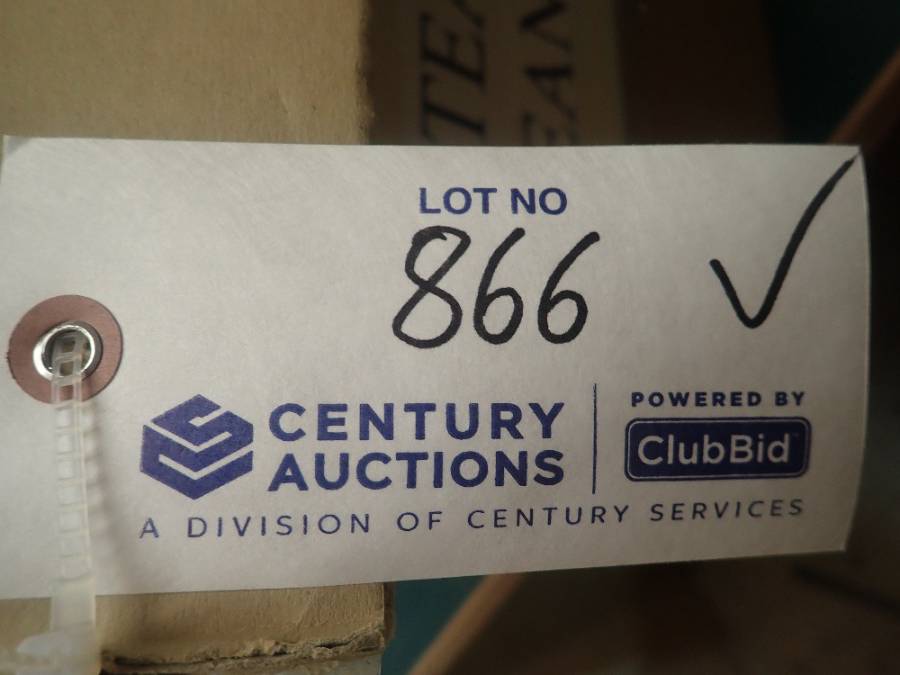 LOT NO
866
CENTURY
AUCTIONS
POWERED BY
ClubBid
A DIVISION OF CENTURY SERVICES